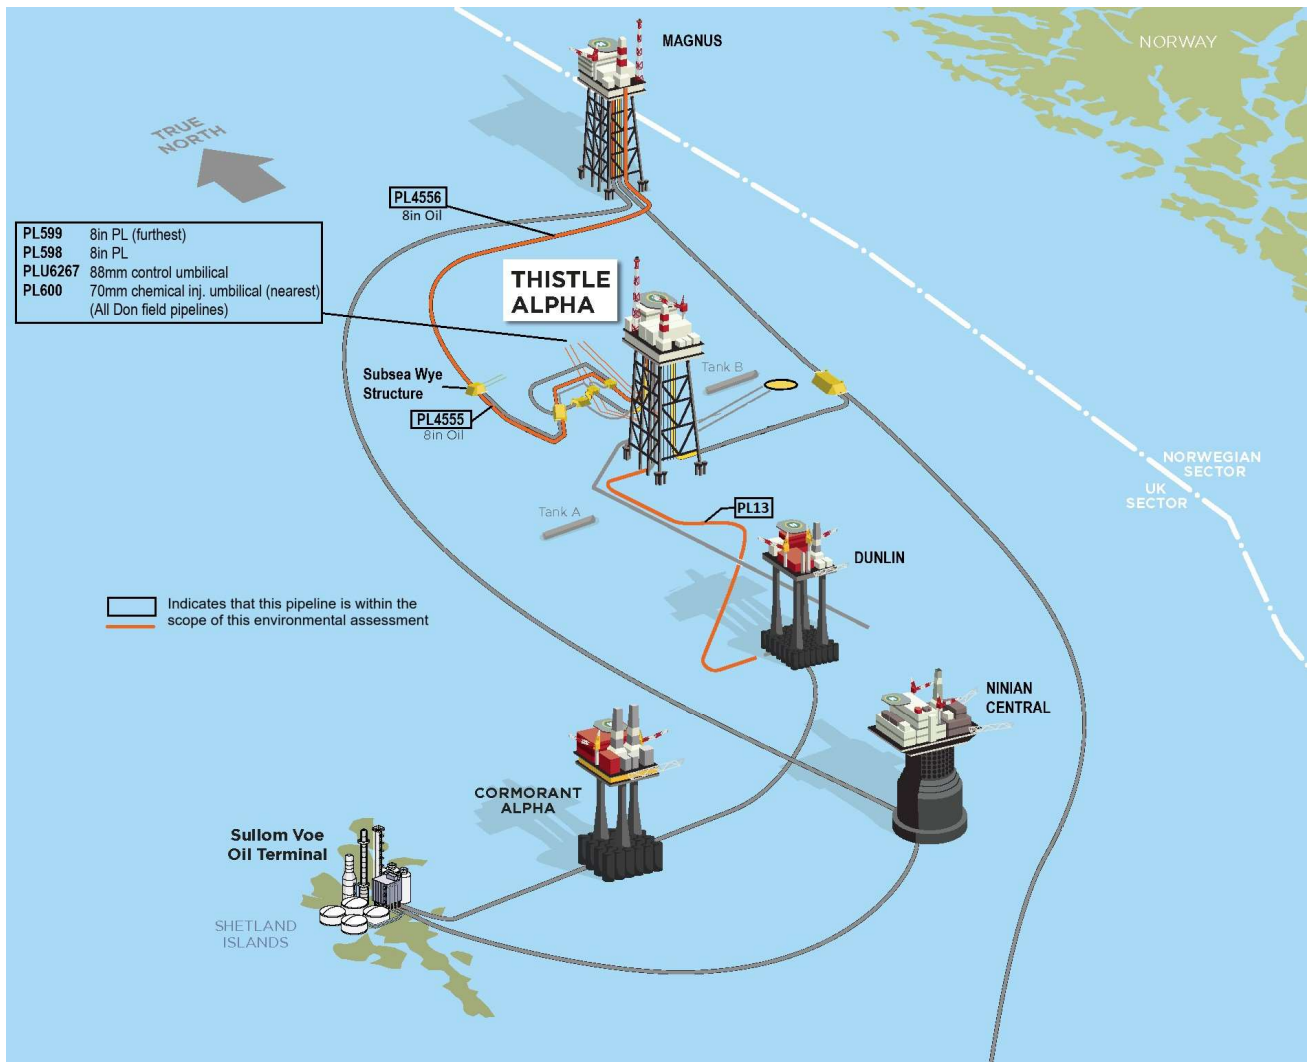 MAGNUS
NORWAY
TRUE
NORTH
PL4556
8in Oil
PL599 8in PL (furthest)
PL598 8in PL
PLU6267 88mm control umbilical
PL600 70mm chemical inj. umbilical (nearest)
(All Don field pipelines)
THISTLE
ALPHA
Subsea Wye
Structure
Tank B
PL4555
8in Oil
NORWEGIAN
SECTOR
UK
SECTOR
PL13
Tank A
DUNLIN
Indicates that this pipeline is within the
scope of this environmental assessment
NINIAN
CENTRAL
CORMORANT
ALPHA
Sullom Voe
Oil Terminal
SHETLAND
ISLANDS